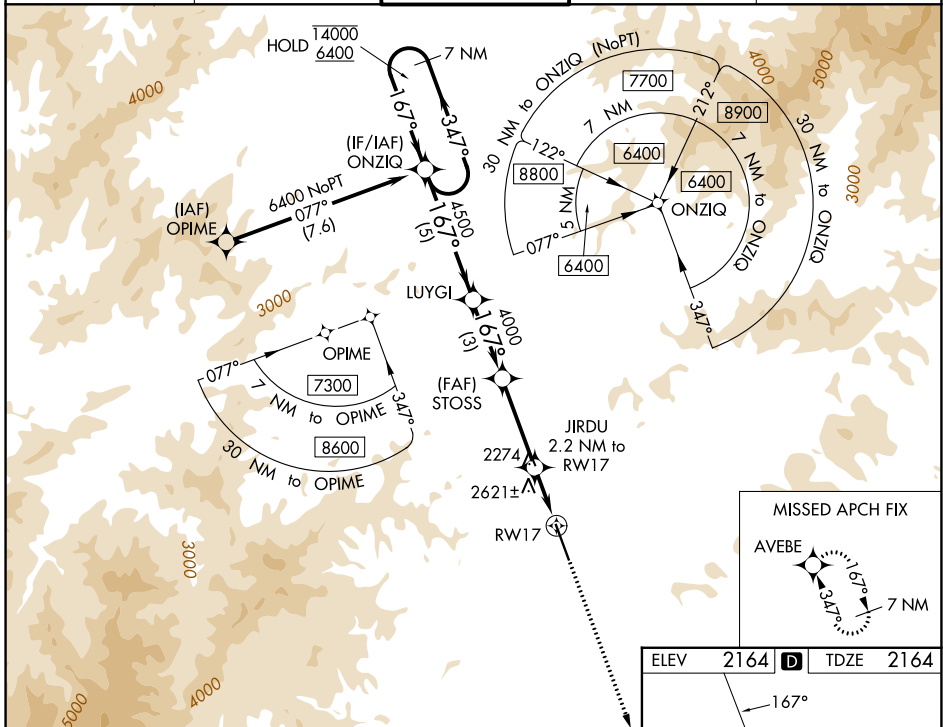 4000
HOLD
14000
6400
7 NM
167°
347°
(IF/IAF)
ONZIQ
6400 NoPT
077°
(7.6)
(IAF)
OPIME
4500
167°
(5)
LUYGI
4000
167°
(3)
(FAF)
STOSS
JIRDU
2.2 NM to
RW17
2274
2621±
RW17
30 NM to ONZIQ (NoPT)
7700
212°
8900
4000
5000
7 NM
6400
122°
8800
5 NM
077°
6400
6400
ONZIQ
7 NM to ONZIQ
30 NM to ONZIQ
3000
347°
3000
OPIME
077°
7300
347°
7 NM to OPIME
8600
30 NM to OPIME
3000
4000
5000
MISSED APCH FIX
AVEBE
167°
347°
7 NM
ELEV 2164 D TDZE 2164
167°